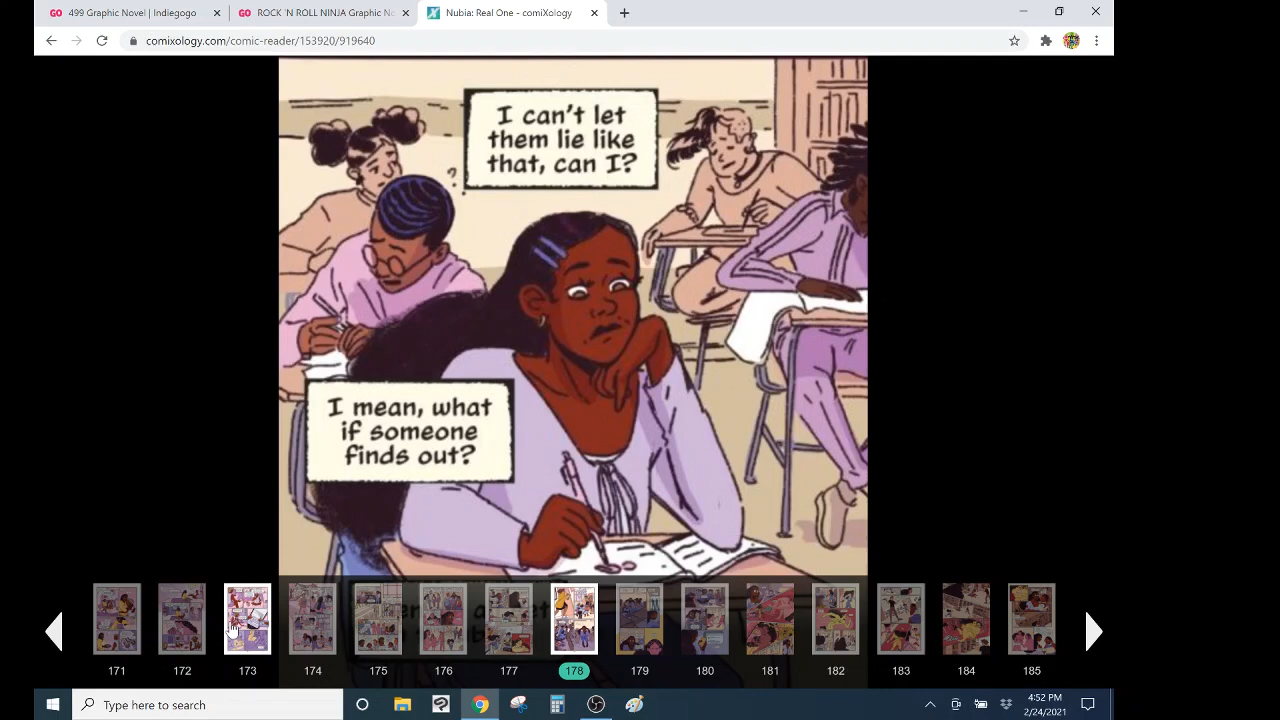 499 Graphic Novel | Indiegogo
ROCK 'N ROLL NINJA Graphic No
Nubia: Real One - comiXology
comixology.com/comic-reader/153920/919640
I can't let
them lie like
that, can I?
?
I mean, what
if someone
finds out?
171 172 173 174 175 176 177 178 179 180 181 182 183 184 185
Type here to search
4:52 PM
2/24/2021